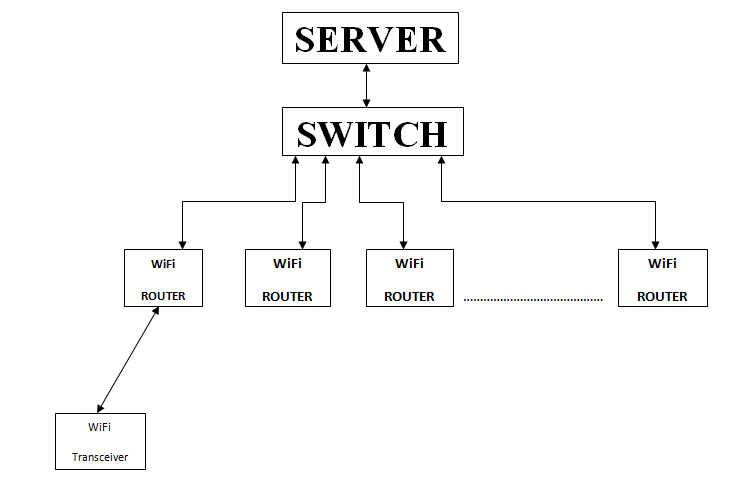 SERVER
SWITCH
WiFi
ROUTER
WiFi
ROUTER
WiFi
ROUTER
..........................................
WiFi
ROUTER
WiFi
Transceiver